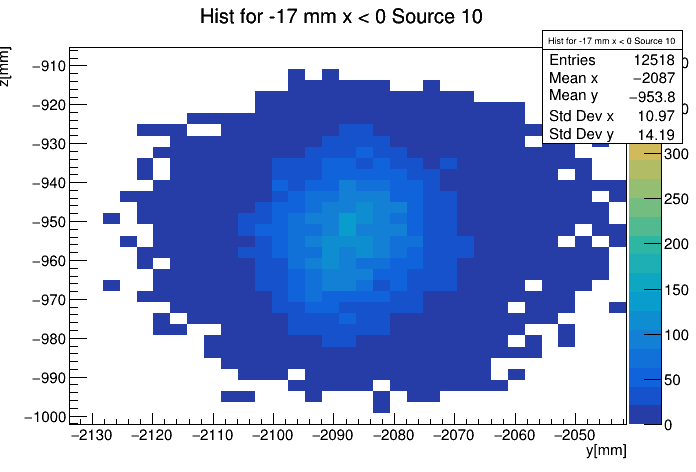 Hist for -17 mm x < 0 Source 10
z[mm]
Hist for -17 mm x < 0 Source 10
Entries 12518
Mean x −2087
Mean y −953.8
Std Dev x 10.97
Std Dev y 14.19
−910
−920
−930
−940
−950
−960
−970
−980
−990
−1000
300
250
200
150
100
50
0
−2130 −2120 −2110 −2100 −2090 −2080 −2070 −2060 −2050
y[mm]